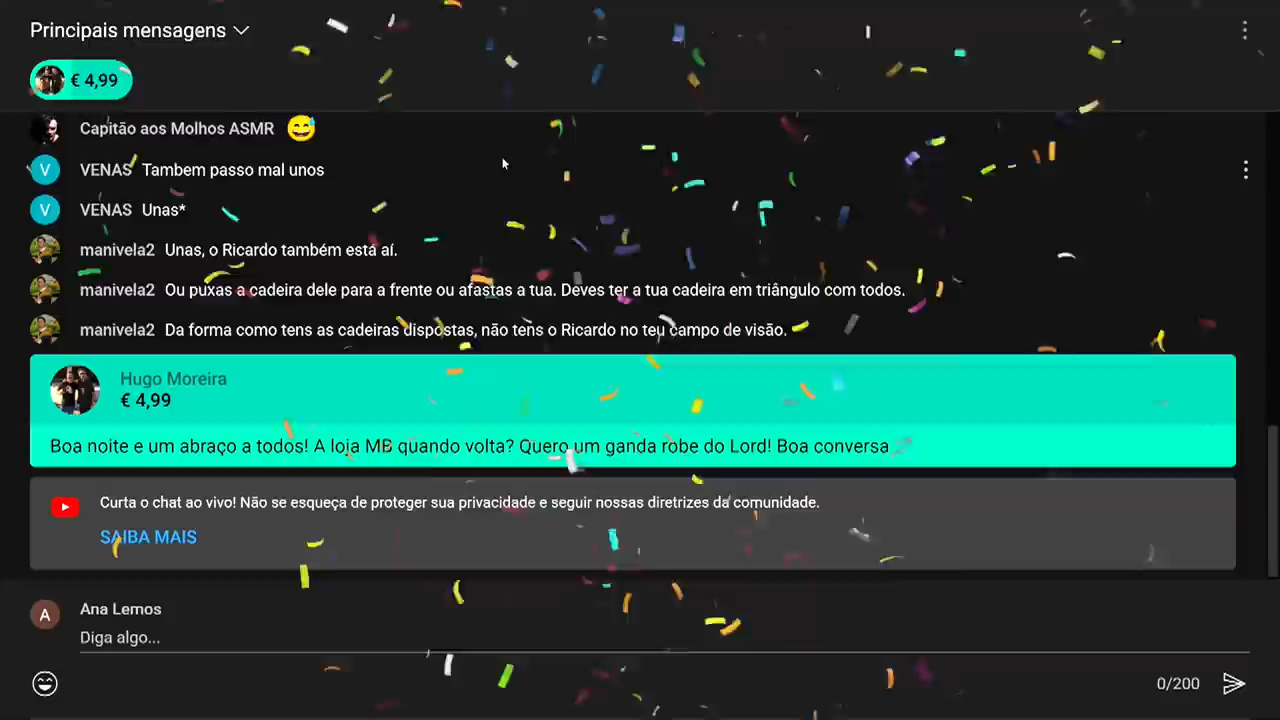 Principais mensagens
€ 4,99
Capitão aos Molhos ASMR
V VENAS Tambem passo mal unos
V VENAS Unas*
manivela2 Unas, o Ricardo também está aí.
manivela2 Ou puxas a cadeira dele para a frente ou afastas a tua. Deves ter a tua cadeira em triângulo com todos.
manivela2 Da forma como tens as cadeiras dispostas, não tens o Ricardo no teu campo de visão.
Hugo Moreira
€ 4,99
Boa noite e um abraço a todos! A loja MB quando volta? Quero um ganda robe do Lord! Boa conversa
Curta o chat ao vivo! Não se esqueça de proteger sua privacidade e seguir nossas diretrizes da comunidade.
SAIBA MAIS
A Ana Lemos
Diga algo...
0/200